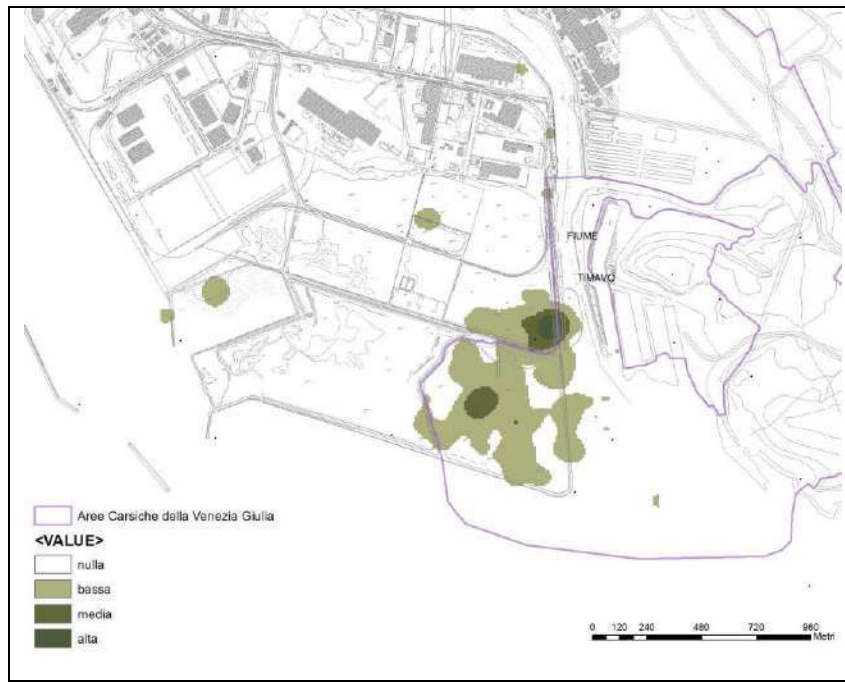 FIUME
TIMAVO
Aree Carsiche della Venezia Giulia
<VALUE>
nulla
bassa
media
alta
0 120 240 480 720 960
Metri